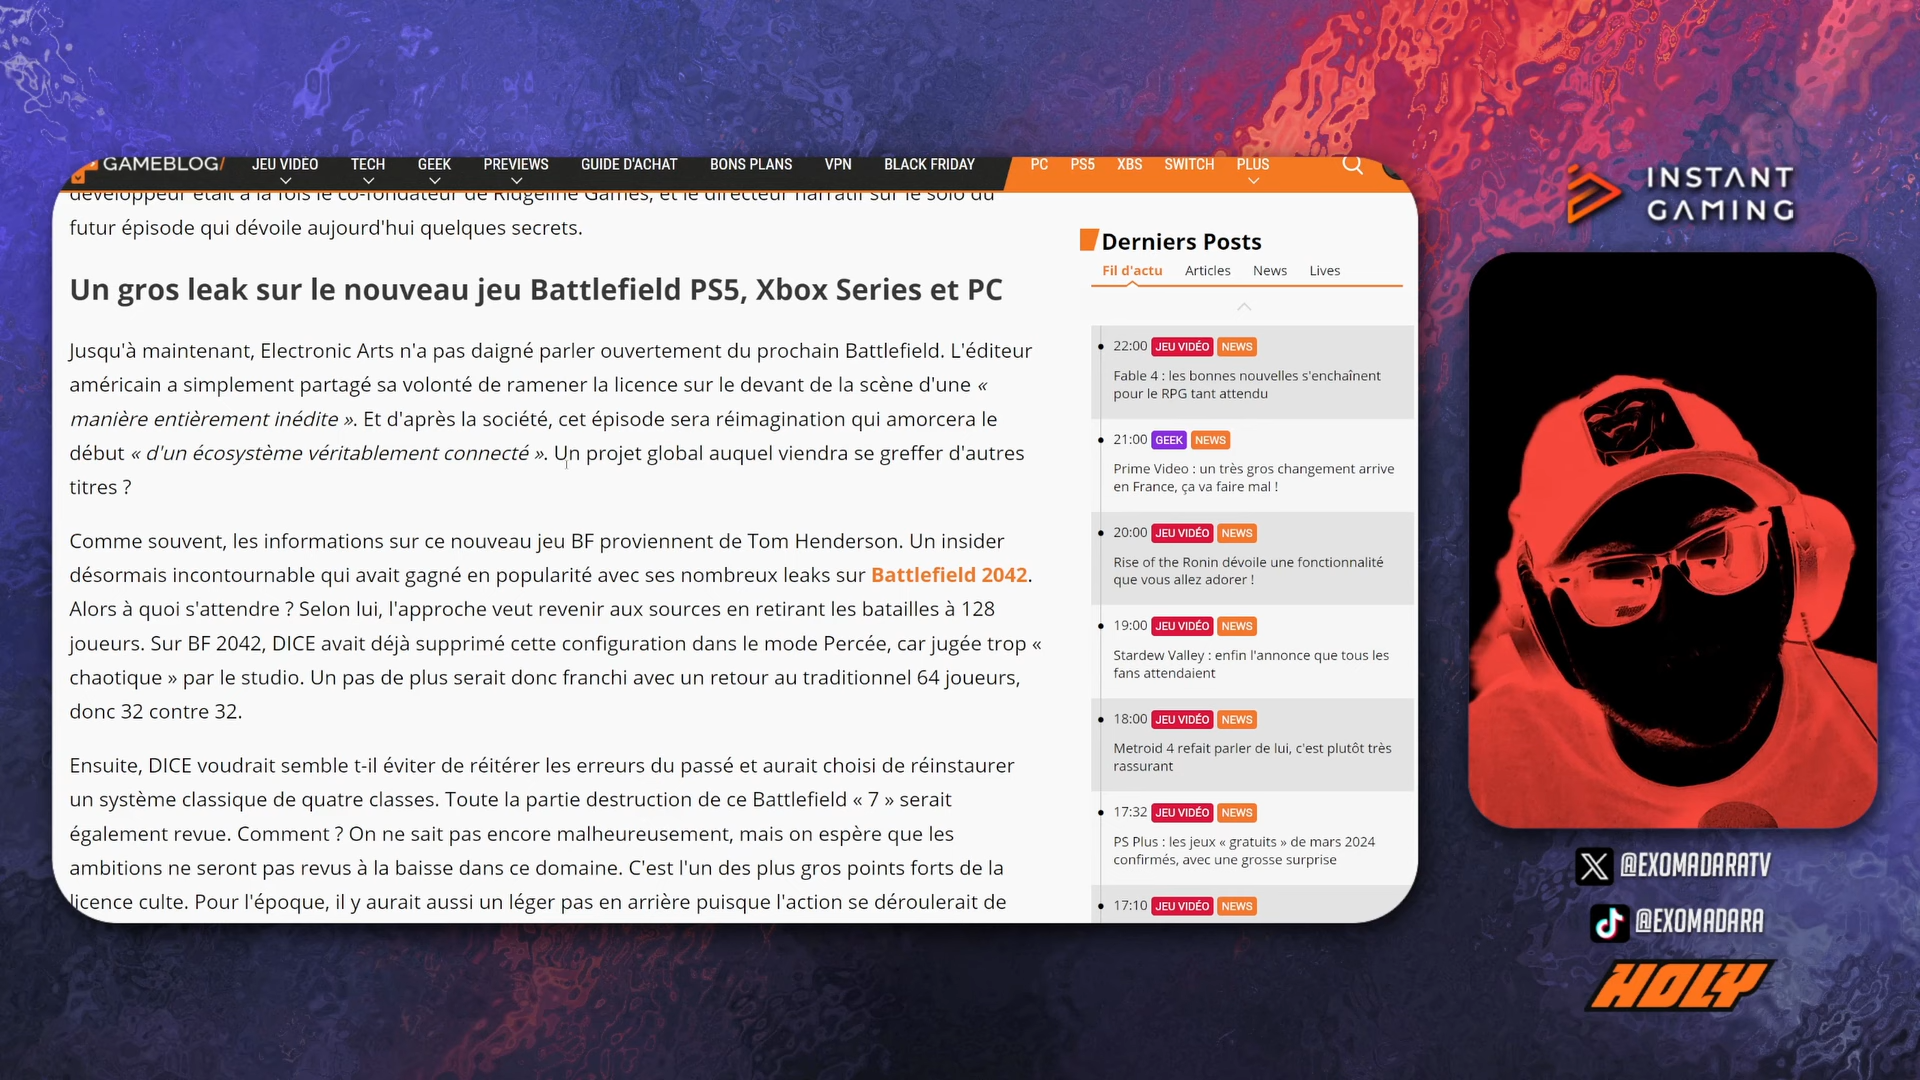 GAMEBLOG/ JEU VIDÉO TECH GEEK PREVIEWS GUIDE D'ACHAT BONS PLANS VPN BLACK FRIDAY PC PS5 XBS SWITCH PLUS
développeur était à la fois le co-fondateur de Ridgeline Games, et le directeur narratif sur le solo du
futur épisode qui dévoile aujourd'hui quelques secrets.
Un gros leak sur le nouveau jeu Battlefield PS5, Xbox Series et PC
Jusqu'à maintenant, Electronic Arts n'a pas daigné parler ouvertement du prochain Battlefield. L'éditeur
américain a simplement partagé sa volonté de ramener la licence sur le devant de la scène d'une «
manière entièrement inédite ». Et d'après la société, cet épisode sera réimagination qui amorcera le
début « d'un écosystème véritablement connecté ». Un projet global auquel viendra se greffer d'autres
titres ?
Comme souvent, les informations sur ce nouveau jeu BF proviennent de Tom Henderson. Un insider
désormais incontournable qui avait gagné en popularité avec ses nombreux leaks sur Battlefield 2042.
Alors à quoi s'attendre ? Selon lui, l'approche veut revenir aux sources en retirant les batailles à 128
joueurs. Sur BF 2042, DICE avait déjà supprimé cette configuration dans le mode Percée, car jugée trop «
chaotique » par le studio. Un pas de plus serait donc franchi avec un retour au traditionnel 64 joueurs,
donc 32 contre 32.
Ensuite, DICE voudrait semble t-il éviter de réitérer les erreurs du passé et aurait choisi de réinstaurer
un système classique de quatre classes. Toute la partie destruction de ce Battlefield « 7 » serait
également revue. Comment ? On ne sait pas encore malheureusement, mais on espère que les
ambitions ne seront pas revus à la baisse dans ce domaine. C'est l'un des plus gros points forts de la
licence culte. Pour l'époque, il y aurait aussi un léger pas en arrière puisque l'action se déroulerait de
Derniers Posts
Fil d'actu Articles News Lives
22:00 JEU VIDÉO NEWS
Fable 4 : les bonnes nouvelles s'enchaînent
pour le RPG tant attendu
21:00 GEEK NEWS
Prime Video : un très gros changement arrive
en France, ça va faire mal !
20:00 JEU VIDÉO NEWS
Rise of the Ronin dévoile une fonctionnalité
que vous allez adorer !
19:00 JEU VIDÉO NEWS
Stardew Valley : enfin l'annonce que tous les
fans attendaient
18:00 JEU VIDÉO NEWS
Metroid 4 refait parler de lui, c'est plutôt très
rassurant
17:32 JEU VIDÉO NEWS
PS Plus : les jeux « gratuits » de mars 2024
confirmés, avec une grosse surprise
17:10 JEU VIDÉO NEWS
INSTANT
GAMING
@EXOMADARATV
@EXOMADARA
HOLY